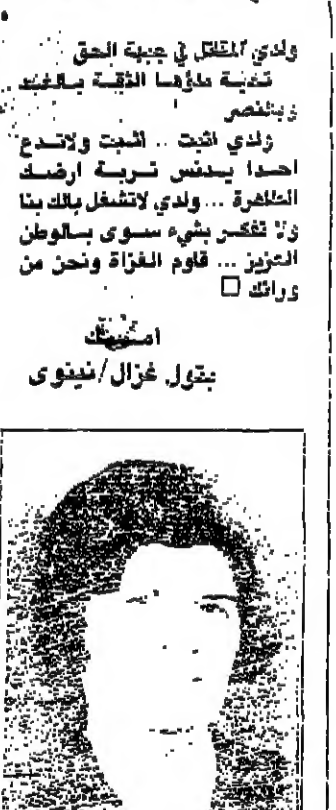 ولدي المقاتل في جبهة الحق
تحية ملؤها الثقة بالغد
وبالنصر
ولدي اثبت .. اثبت ولاتدع
احدا يدنس تربة ارضك
الطاهرة ... ولدي لاتشغل بالك بنا
ولا تفكر بشيء سوى بالوطن
العزيز ... قاوم الغزاة ونحن من
ورائك □
بتول غزال/نينوى